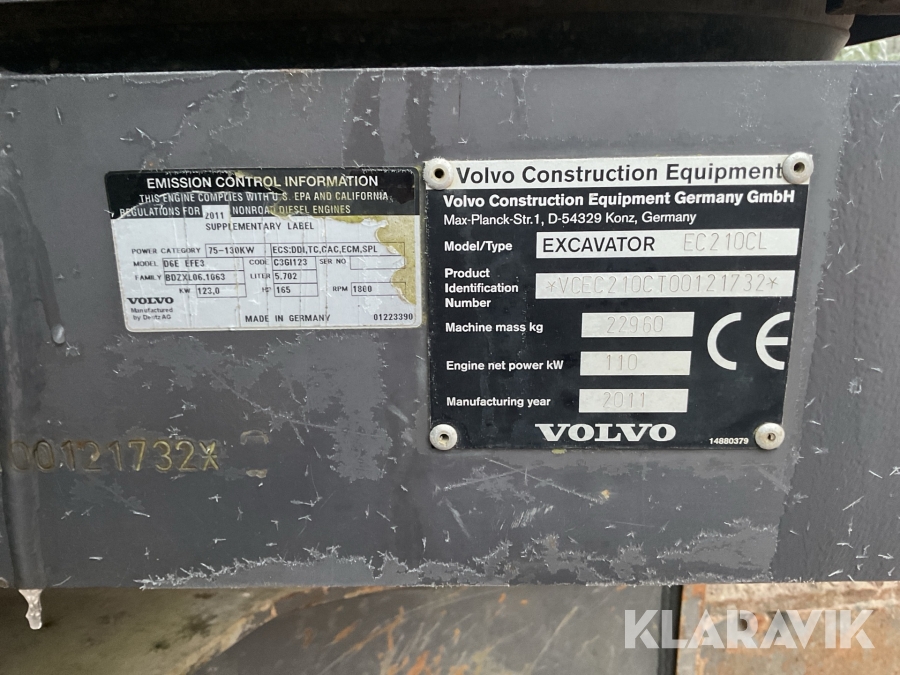 EMISSION CONTROL INFORMATION
THIS ENGINE COMPLIES WITH U.S. EPA AND CALIFORNIA
REGULATIONS FOR 2011 NONROAD DIESEL ENGINES
SUPPLEMENTARY LABEL
POWER CATEGORY 75-130KW ECS:DDI,TC,CAC,ECM,SPL
MODEL D6E EFE3 CODE C3GI123 SER NO
FAMILY BDZXL06.1063 LITER 5.702
KW 123,0 HP 165 RPM 1800
VOLVO
Manufactured
by Deutz AG
MADE IN GERMANY 01223390
Volvo Construction Equipment
Volvo Construction Equipment Germany GmbH
Max-Planck-Str.1, D-54329 Konz, Germany
Model/Type EXCAVATOR EC210CL
Product
Identification *VCEC210CT00121732*
Number
Machine mass kg 22960
Engine net power kW 110
Manufacturing year 2011
CE
VOLVO
14880379
00121732*
KLARAVIK